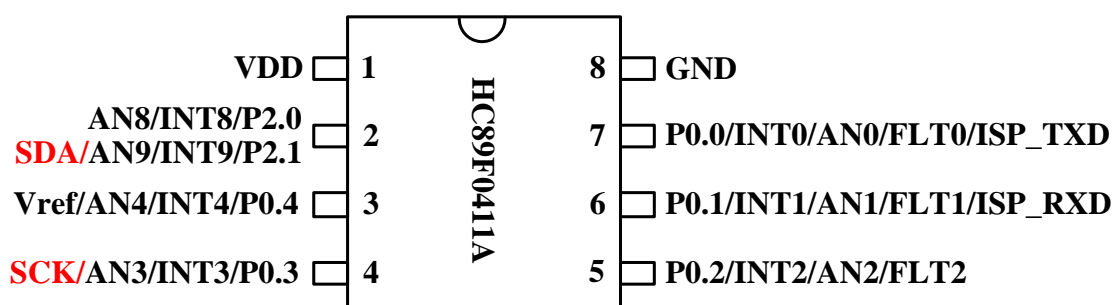 VDD 1 8 GND
AN8/INT8/P2.0
SDA/AN9/INT9/P2.1 2 7 P0.0/INT0/AN0/FLT0/ISP_TXD
Vref/AN4/INT4/P0.4 3 6 P0.1/INT1/AN1/FLT1/ISP_RXD
SCK/AN3/INT3/P0.3 4 5 P0.2/INT2/AN2/FLT2
HC89F0411A